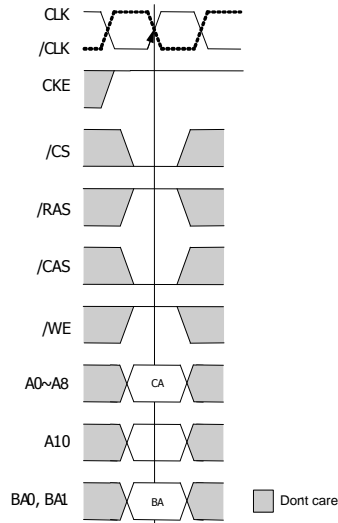 CLK
/CLK
CKE
/CS
/RAS
/CAS
/WE
A0~A8
CA
A10
BA0, BA1
BA
Dont care